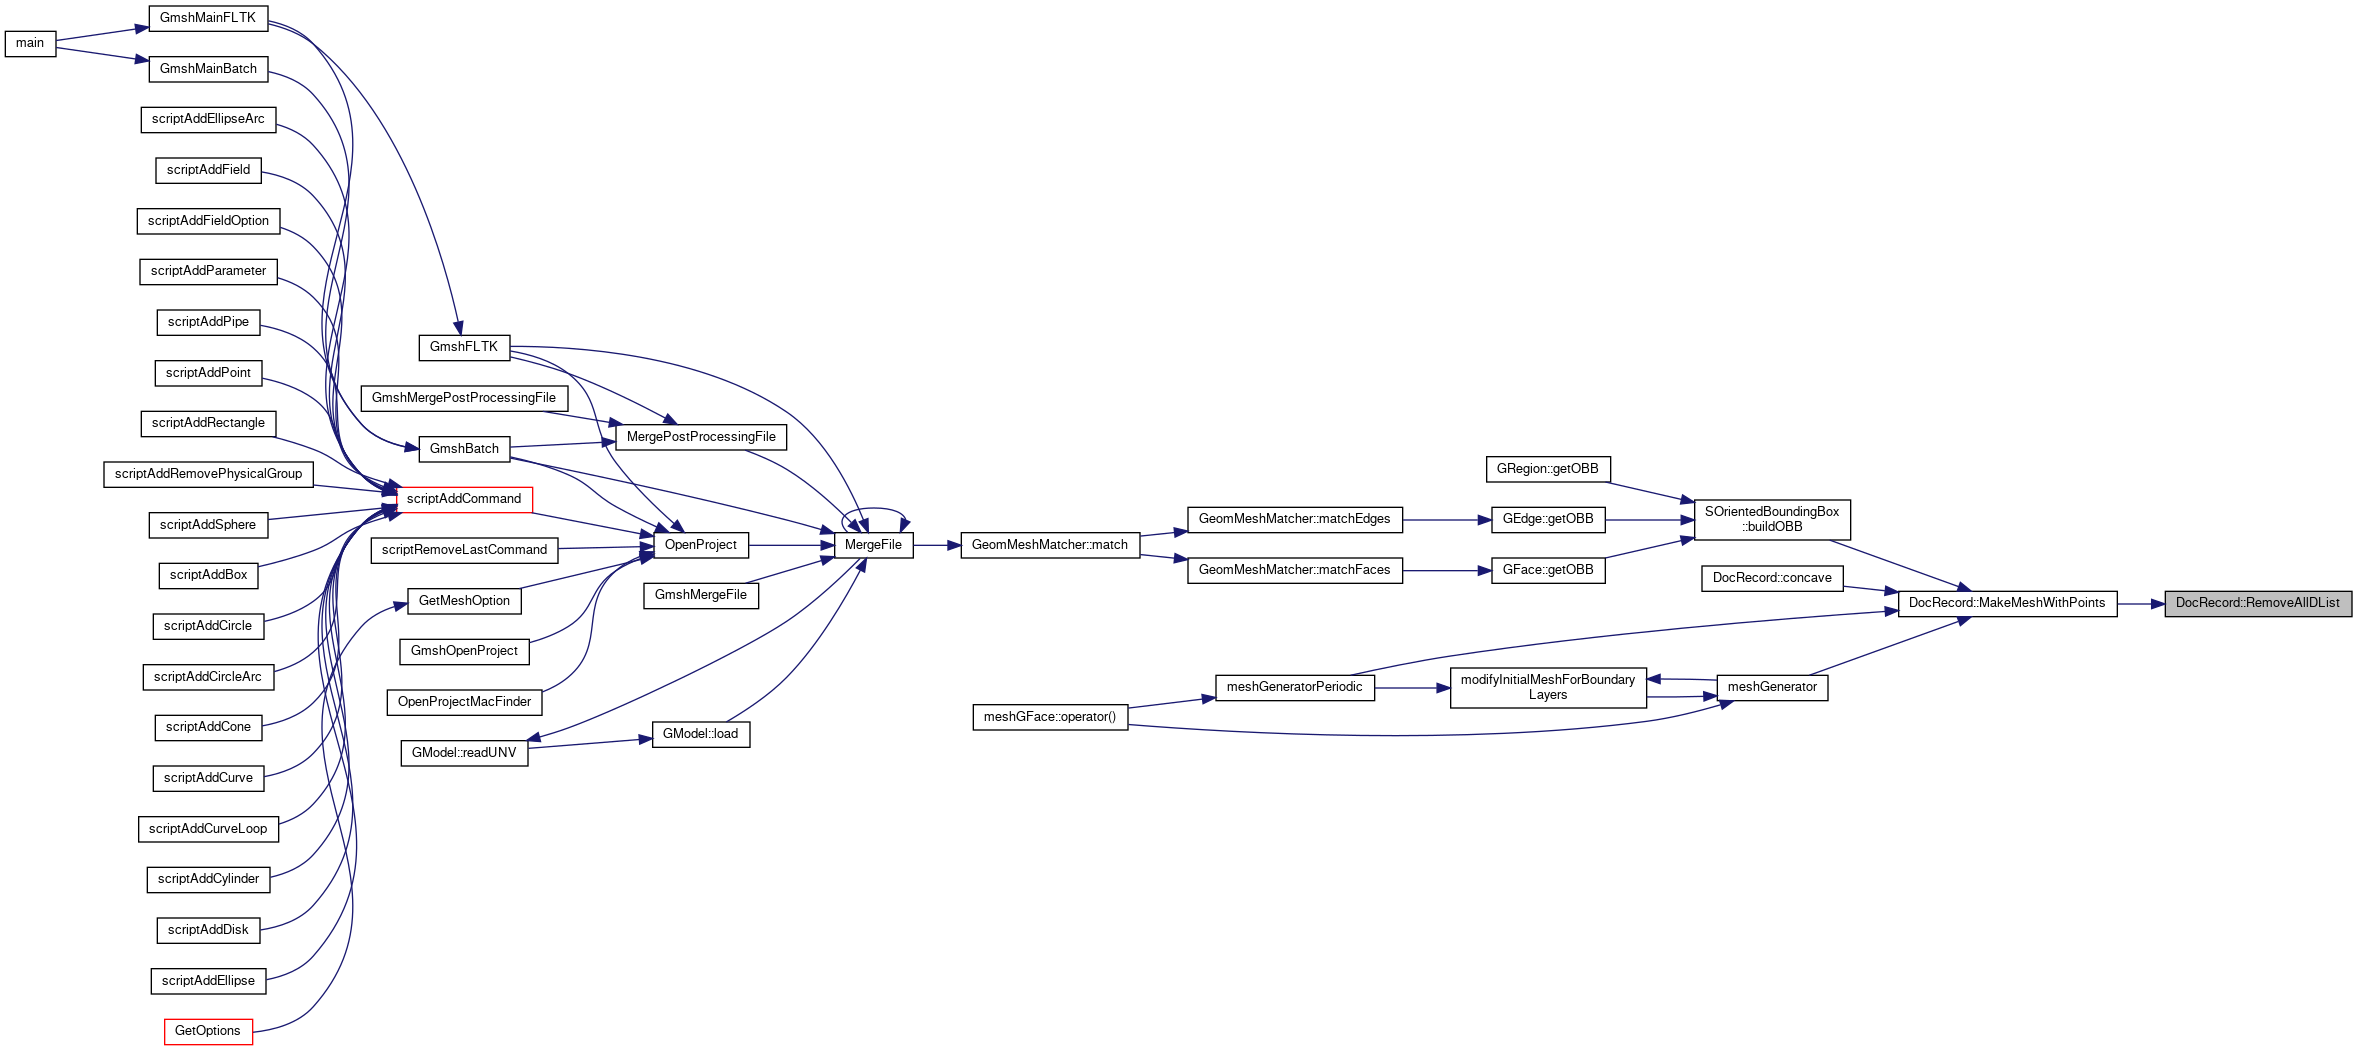 main
GmshMainFLTK
GmshMainBatch
scriptAddEllipseArc
scriptAddField
scriptAddFieldOption
scriptAddParameter
scriptAddPipe
scriptAddPoint
scriptAddRectangle
scriptAddRemovePhysicalGroup
scriptAddSphere
scriptAddBox
scriptAddCircle
scriptAddCircleArc
scriptAddCone
scriptAddCurve
scriptAddCurveLoop
scriptAddCylinder
scriptAddDisk
scriptAddEllipse
GetOptions
GmshFLTK
GmshMergePostProcessingFile
GmshBatch
scriptAddCommand
scriptRemoveLastCommand
GetMeshOption
GmshOpenProject
OpenProjectMacFinder
GModel::readUNV
MergePostProcessingFile
OpenProject
GmshMergeFile
GModel::load
MergeFile
GeomMeshMatcher::match
meshGFace::operator()
GeomMeshMatcher::matchEdges
GeomMeshMatcher::matchFaces
meshGeneratorPeriodic
GRegion::getOBB
GEdge::getOBB
GFace::getOBB
modifyInitialMeshForBoundary
Layers
SOrientedBoundingBox
::buildOBB
DocRecord::concave
meshGenerator
DocRecord::MakeMeshWithPoints
DocRecord::RemoveAllDList